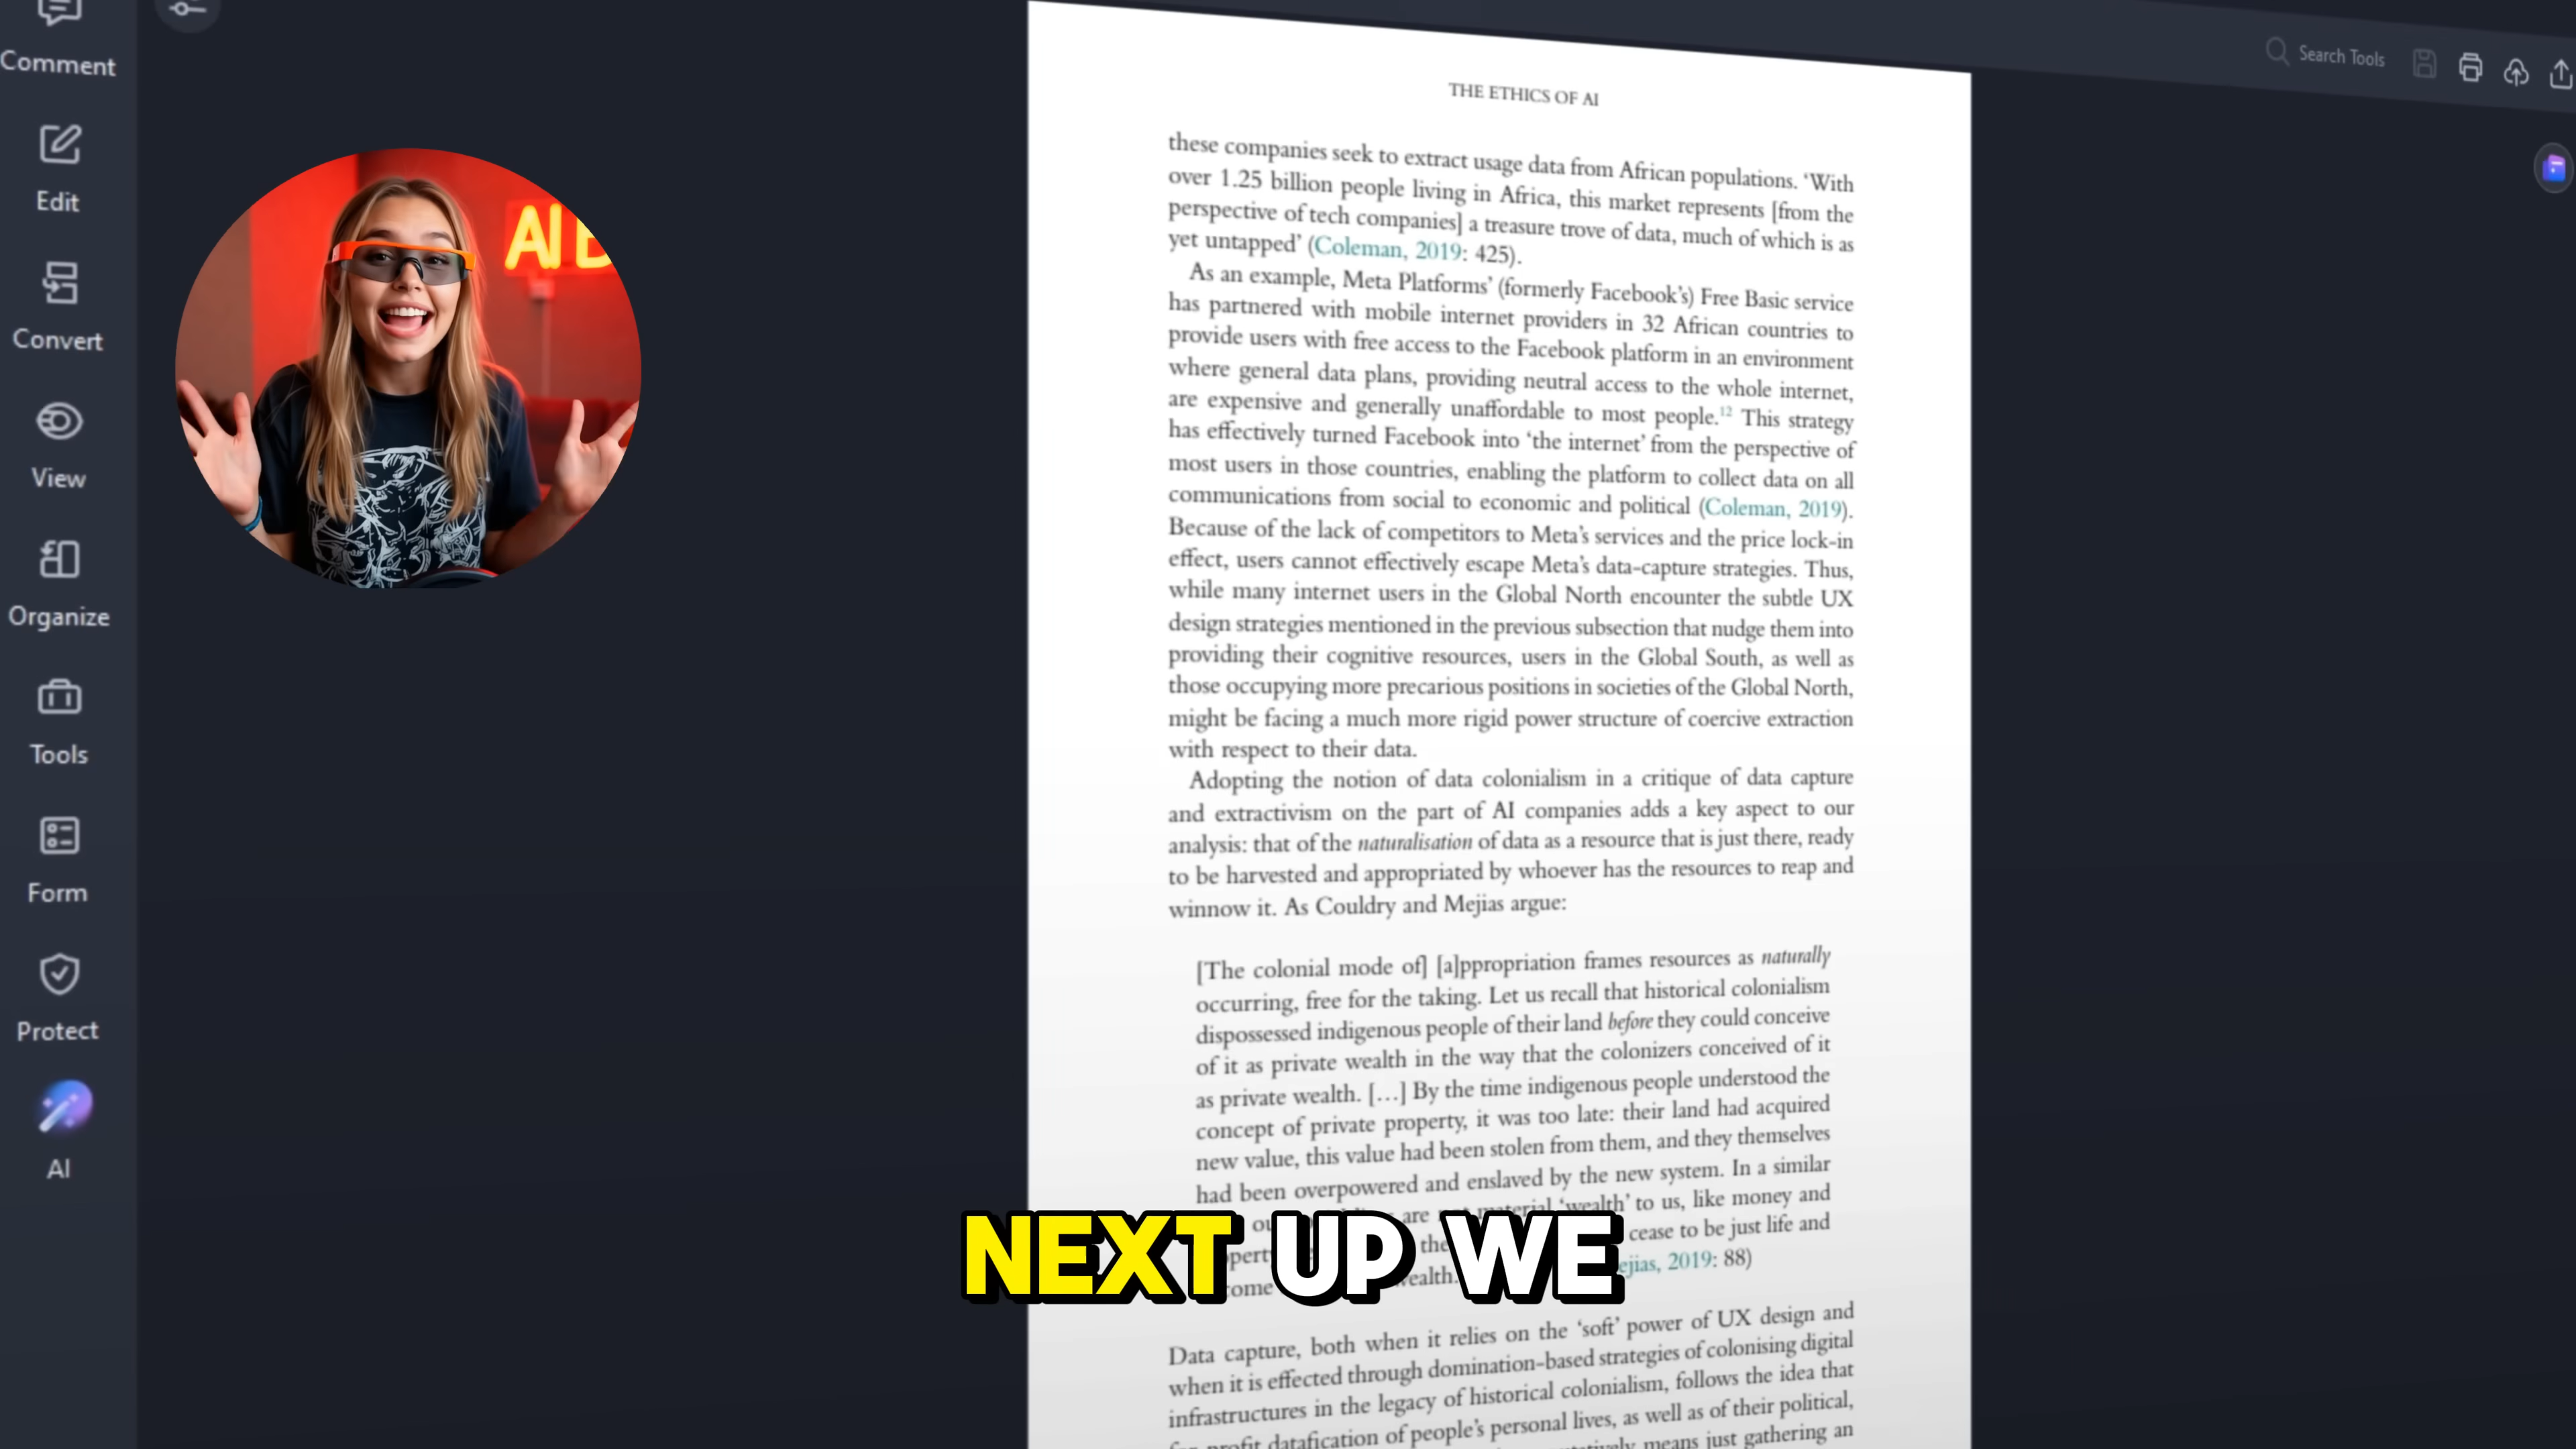 Comment
Edit
Convert
View
Organize
Tools
Form
Protect
AI
Search Tools
AI
THE ETHICS OF AI
these companies seek to extract usage data from African populations. ‘With
over 1.25 billion people living in Africa, this market represents [from the
perspective of tech companies] a treasure trove of data, much of which is as
yet untapped’ (Coleman, 2019: 425).
As an example, Meta Platforms’ (formerly Facebook’s) Free Basic service
has partnered with mobile internet providers in 32 African countries to
provide users with free access to the Facebook platform in an environment
where general data plans, providing neutral access to the whole internet,
are expensive and generally unaffordable to most people.12 This strategy
has effectively turned Facebook into ‘the internet’ from the perspective of
most users in those countries, enabling the platform to collect data on all
communications from social to economic and political (Coleman, 2019).
Because of the lack of competitors to Meta’s services and the price lock-in
effect, users cannot effectively escape Meta’s data-capture strategies. Thus,
while many internet users in the Global North encounter the subtle UX
design strategies mentioned in the previous subsection that nudge them into
providing their cognitive resources, users in the Global South, as well as
those occupying more precarious positions in societies of the Global North,
might be facing a much more rigid power structure of coercive extraction
with respect to their data.
Adopting the notion of data colonialism in a critique of data capture
and extractivism on the part of AI companies adds a key aspect to our
analysis: that of the naturalisation of data as a resource that is just there, ready
to be harvested and appropriated by whoever has the resources to reap and
winnow it. As Couldry and Mejias argue:
[The colonial mode of] [a]ppropriation frames resources as naturally
occurring, free for the taking. Let us recall that historical colonialism
dispossessed indigenous people of their land before they could conceive
of it as private wealth in the way that the colonizers conceived of it
as private wealth. […] By the time indigenous people understood the
concept of private property, it was too late: their land had acquired
new value, this value had been stolen from them, and they themselves
had been overpowered and enslaved by the new system. In a similar
are material ‘wealth’ to us, like money and
cease to be just life and
2019: 88)
NEXT UP WE
Data capture, both when it relies on the ‘soft’ power of UX design and
when it is effected through domination-based strategies of colonising digital
infrastructures in the legacy of historical colonialism, follows the idea that
datafication of people’s personal lives, as well as of their political,
means just gathering an